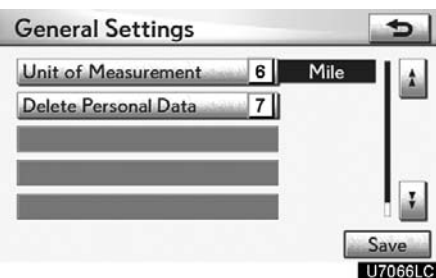 General Settings
Unit of Measurement 6 Mile
Delete Personal Data 7
Save
U7066LC